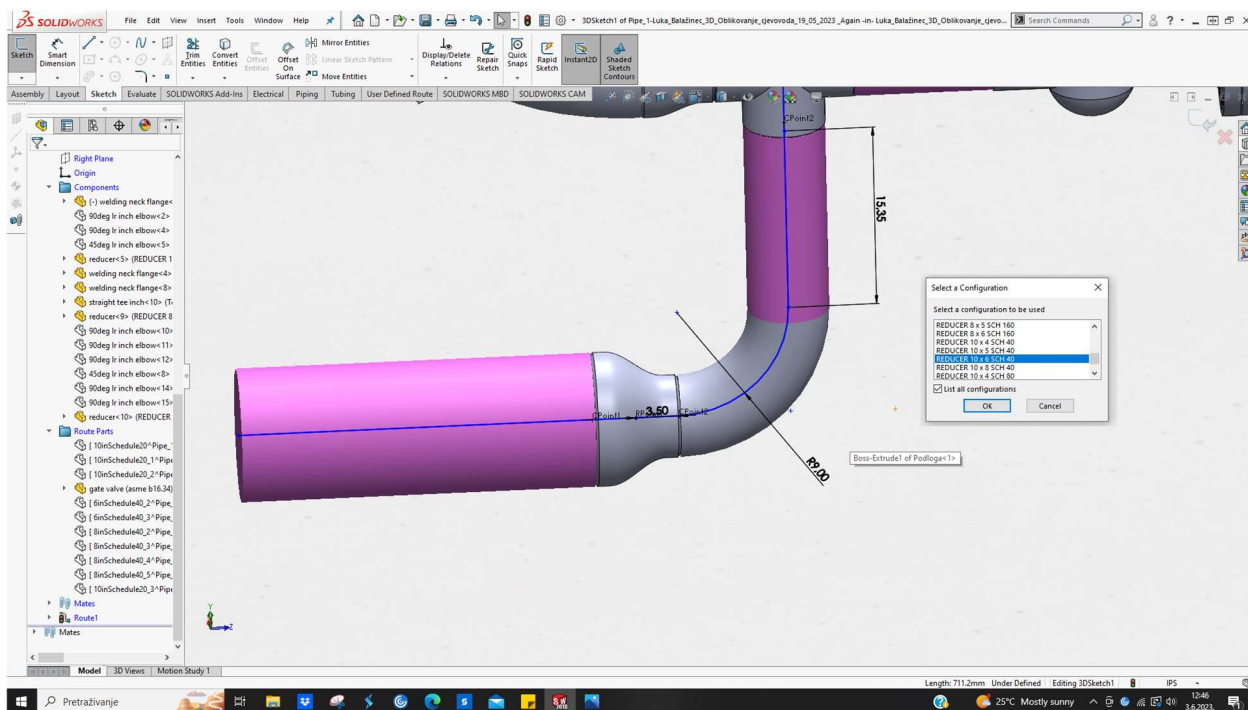 SOLIDWORKS
File Edit View Insert Tools Window Help
3DSketch1 of Pipe_1-Luka_Balažinec_3D_Oblikovanje_cjevovoda_19_05_2023 _Again -in- Luka_Balažinec_3D_Oblikovanje_cjevo...
Search Commands
Sketch
Smart Dimension
Trim Entities
Convert Entities
Offset Entities
Offset On Surface
Mirror Entities
Linear Sketch Pattern
Move Entities
Display/Delete Relations
Repair Sketch
Quick Snaps
Rapid Sketch
Instant2D
Shaded Sketch Contours
Assembly Layout Sketch Evaluate SOLIDWORKS Add-Ins Electrical Piping Tubing User Defined Route SOLIDWORKS MBD SOLIDWORKS CAM
Right Plane
Origin
Components
(-) welding neck flange<
90deg lr inch elbow<2>
90deg lr inch elbow<4>
45deg lr inch elbow<5>
reducer<5> (REDUCER 1
welding neck flange<4>
welding neck flange<8>
straight tee inch<10> (T
reducer<9> (REDUCER 8
90deg lr inch elbow<10>
90deg lr inch elbow<11>
90deg lr inch elbow<12>
45deg lr inch elbow<8>
90deg lr inch elbow<14>
90deg lr inch elbow<15>
reducer<10> (REDUCER
Route Parts
[ 10inSchedule20^Pipe_
[ 10inSchedule20_1^Pipe
[ 10inSchedule20_2^Pipe
gate valve (asme b16.34)
[ 6inSchedule40_2^Pipe_
[ 6inSchedule40_3^Pipe_
[ 8inSchedule40_2^Pipe_
[ 8inSchedule40_3^Pipe_
[ 8inSchedule40_4^Pipe_
[ 8inSchedule40_5^Pipe_
[ 10inSchedule20_3^Pipe
Mates
Route1
Mates
CPoint2
15,35
CPoint1
3,50
CPoint2
R9,00
Y
Z
Select a Configuration
Select a configuration to be used
REDUCER 8 x 5 SCH 160
REDUCER 8 x 6 SCH 160
REDUCER 10 x 4 SCH 40
REDUCER 10 x 5 SCH 40
REDUCER 10 x 6 SCH 40
REDUCER 10 x 8 SCH 40
REDUCER 10 x 4 SCH 80
List all configurations
OK Cancel
Boss-Extrude1 of Podloga<1>
Model 3D Views Motion Study 1
Length: 711.2mm Under Defined Editing 3DSketch1 IPS
Pretraživanje
25°C Mostly sunny
12:46
3.6.2023.